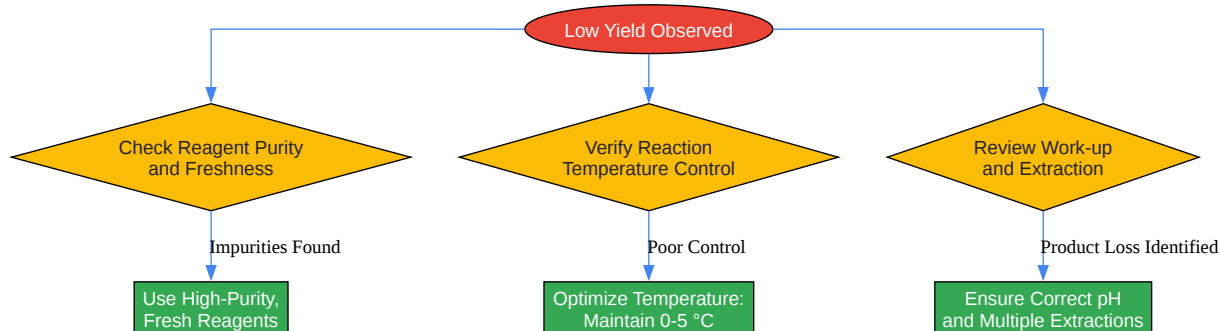 Low Yield Observed
Check Reagent Purity
and Freshness
Verify Reaction
Temperature Control
Review Work-up
and Extraction
Impurities Found
Poor Control
Product Loss Identified
Use High-Purity,
Fresh Reagents
Optimize Temperature:
Maintain 0-5 °C
Ensure Correct pH
and Multiple Extractions